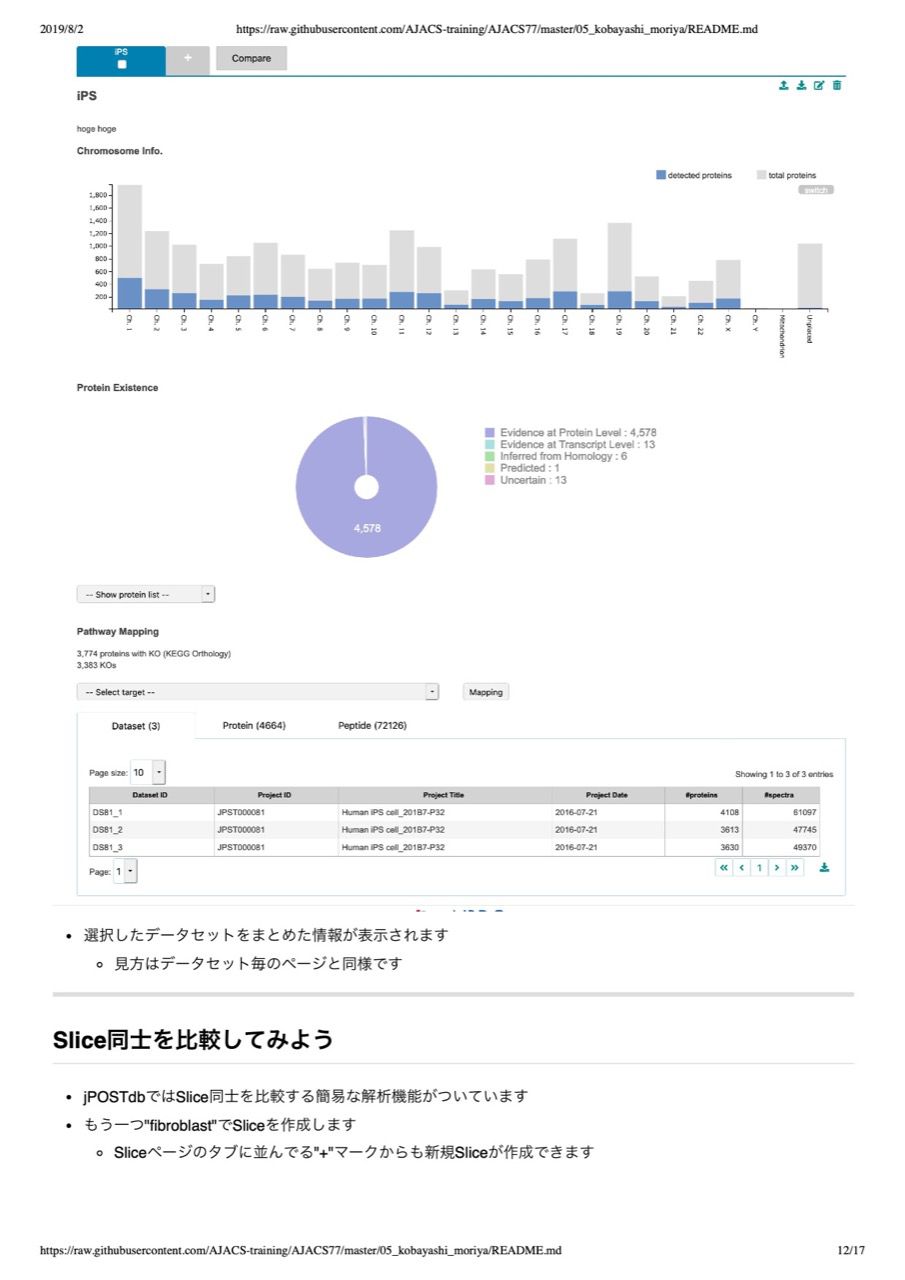 2019/8/2 https://raw.githubusercontent.com/AJACS-training/AJACS77/master/05_kobayashi_moriya/README.md
iPS + Compare
iPS
hoge hoge
Chromosome Info.
detected proteins total proteins
switch
1,800
1,600
1,400
1,200
1,000
800
600
400
200
Ch. 1 Ch. 2 Ch. 3 Ch. 4 Ch. 5 Ch. 6 Ch. 7 Ch. 8 Ch. 9 Ch. 10 Ch. 11 Ch. 12 Ch. 13 Ch. 14 Ch. 15 Ch. 16 Ch. 17 Ch. 18 Ch. 19 Ch. 20 Ch. 21 Ch. 22 Ch. X Ch. Y Mitochondrion Unplaced
Protein Existence
Evidence at Protein Level : 4,578
Evidence at Transcript Level : 13
Inferred from Homology : 6
Predicted : 1
Uncertain : 13
4,578
-- Show protein list --
Pathway Mapping
3,774 proteins with KO (KEGG Orthology)
3,383 KOs
-- Select target -- Mapping
Dataset (3) Protein (4664) Peptide (72126)
Page size: 10 Showing 1 to 3 of 3 entries
Dataset ID Project ID Project Title Project Date #proteins #spectra
DS81_1 JPST000081 Human iPS cell_201B7-P32 2016-07-21 4108 61097
DS81_2 JPST000081 Human iPS cell_201B7-P32 2016-07-21 3613 47745
DS81_3 JPST000081 Human iPS cell_201B7-P32 2016-07-21 3630 49370
Page: 1 « ‹ 1 › »
• 選択したデータセットをまとめた情報が表示されます
◦ 見方はデータセット毎のページと同様です
Slice同士を比較してみよう
• jPOSTdbではSlice同士を比較する簡易な解析機能がついています
• もう一つ"fibroblast"でSliceを作成します
◦ Sliceページのタブに並んでる"+"マークからも新規Sliceが作成できます
https://raw.githubusercontent.com/AJACS-training/AJACS77/master/05_kobayashi_moriya/README.md 12/17